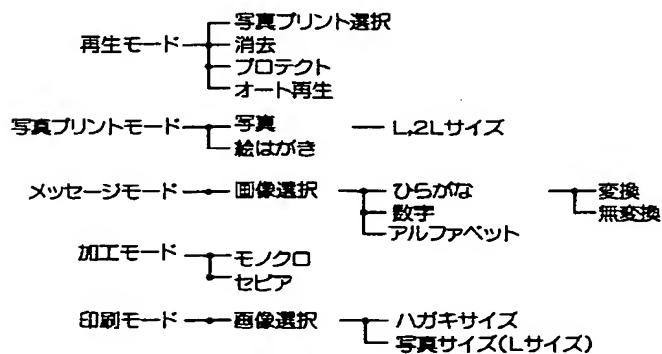 写真プリント選択
再生モード 消去
プロテクト
オート再生
写真プリントモード 写真 L,2Lサイズ
絵はがき
メッセージモード 画像選択 ひらがな 変換
数字 無変換
アルファベット
加工モード モノクロ
セピア
印刷モード 画像選択 ハガキサイズ
写真サイズ(Lサイズ)